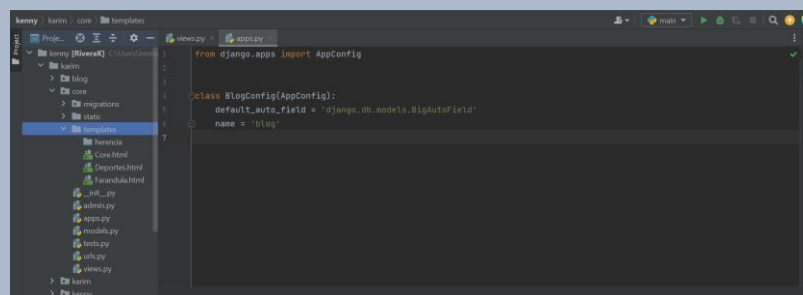 kenny karim core templates
main
Proje...
views.py
apps.py
Project
kenny [RiveraK]
karim
blog
core
migrations
static
templates
herencia
Core.html
Deportes.html
Farandula.html
__init__.py
admin.py
apps.py
models.py
tests.py
urls.py
views.py
karim
kenny
1 from django.apps import AppConfig
2
3
4 class BlogConfig(AppConfig):
5 default_auto_field = 'django.db.models.BigAutoField'
6 name = 'blog'
7